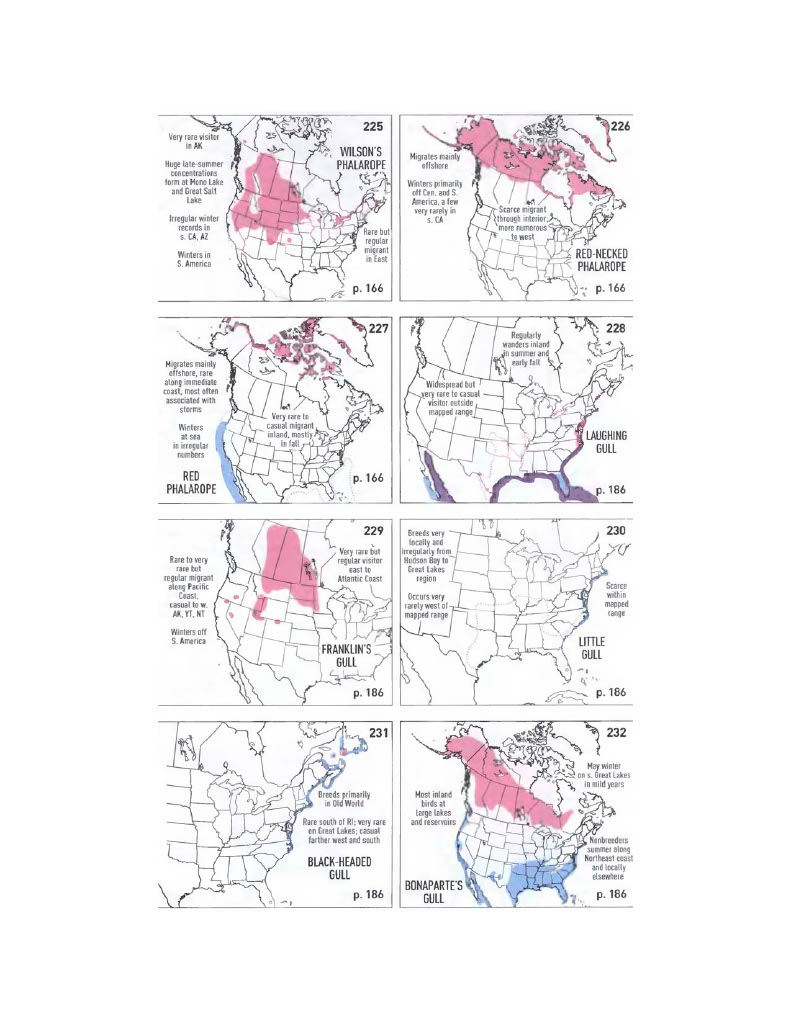 225
Very rare visitor
in AK
WILSON'S
PHALAROPE
Huge late-summer
concentrations
form at Mono Lake
and Great Salt
Lake
Irregular winter
records in
s. CA, AZ
Winters in
S. America
Rare but
regular
migrant
in East
p. 166
226
Migrates mainly
offshore
Winters primarily
off Cen. and S.
America, a few
very rarely in
s. CA
Scarce migrant
through interior,
more numerous
to west
RED-NECKED
PHALAROPE
p. 166
227
Migrates mainly
offshore, rare
along immediate
coast, most often
associated with
storms
Winters
at sea
in irregular
numbers
Very rare to
casual migrant
inland, mostly
in fall
RED
PHALAROPE
p. 166
228
Regularly
wanders inland
in summer and
early fall
Widespread but
very rare to casual
visitor outside
mapped range
LAUGHING
GULL
p. 186
229
Very rare but
regular visitor
east to
Atlantic Coast
Rare to very
rare but
regular migrant
along Pacific
Coast,
casual to w.
AK, YT, NT
Winters off
S. America
FRANKLIN'S
GULL
p. 186
230
Breeds very
locally and
irregularly from
Hudson Bay to
Great Lakes
region
Occurs very
rarely west of
mapped range
Scarce
within
mapped
range
LITTLE
GULL
p. 186
231
Breeds primarily
in Old World
Rare south of RI; very rare
on Great Lakes; casual
farther west and south
BLACK-HEADED
GULL
p. 186
232
May winter
on s. Great Lakes
in mild years
Most inland
birds at
large lakes
and reservoirs
Nonbreeders
summer along
Northeast coast
and locally
elsewhere
BONAPARTE'S
GULL
p. 186